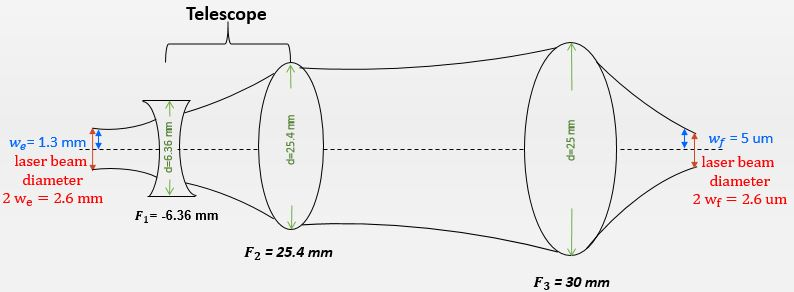 Telescope
wₑ= 1.3 mm
laser beam
diameter
2 wₑ = 2.6 mm
d=6.36 mm
F₁= -6.36 mm
d=25.4 mm
F₂ = 25.4 mm
d=25 mm
F₃ = 30 mm
w_f = 5 um
laser beam
diameter
2 w_f = 2.6 um